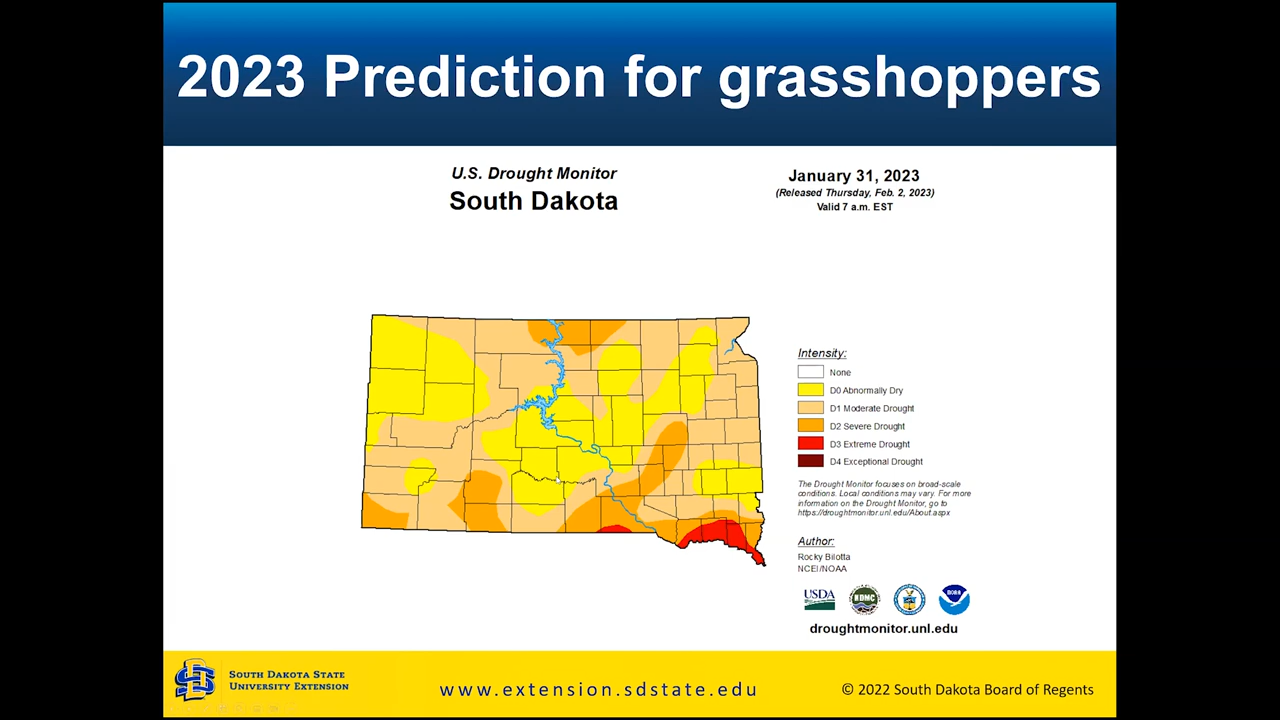 2023 Prediction for grasshoppers
U.S. Drought Monitor
South Dakota
January 31, 2023
(Released Thursday, Feb. 2, 2023)
Valid 7 a.m. EST
Intensity:
None
D0 Abnormally Dry
D1 Moderate Drought
D2 Severe Drought
D3 Extreme Drought
D4 Exceptional Drought
The Drought Monitor focuses on broad-scale
conditions. Local conditions may vary. For more
information on the Drought Monitor, go to
https://droughtmonitor.unl.edu/About.aspx
Author:
Rocky Bilotta
NCEI/NOAA
USDA
NDMC
NOAA
droughtmonitor.unl.edu
SOUTH DAKOTA STATE
UNIVERSITY EXTENSION
www.extension.sdstate.edu
© 2022 South Dakota Board of Regents